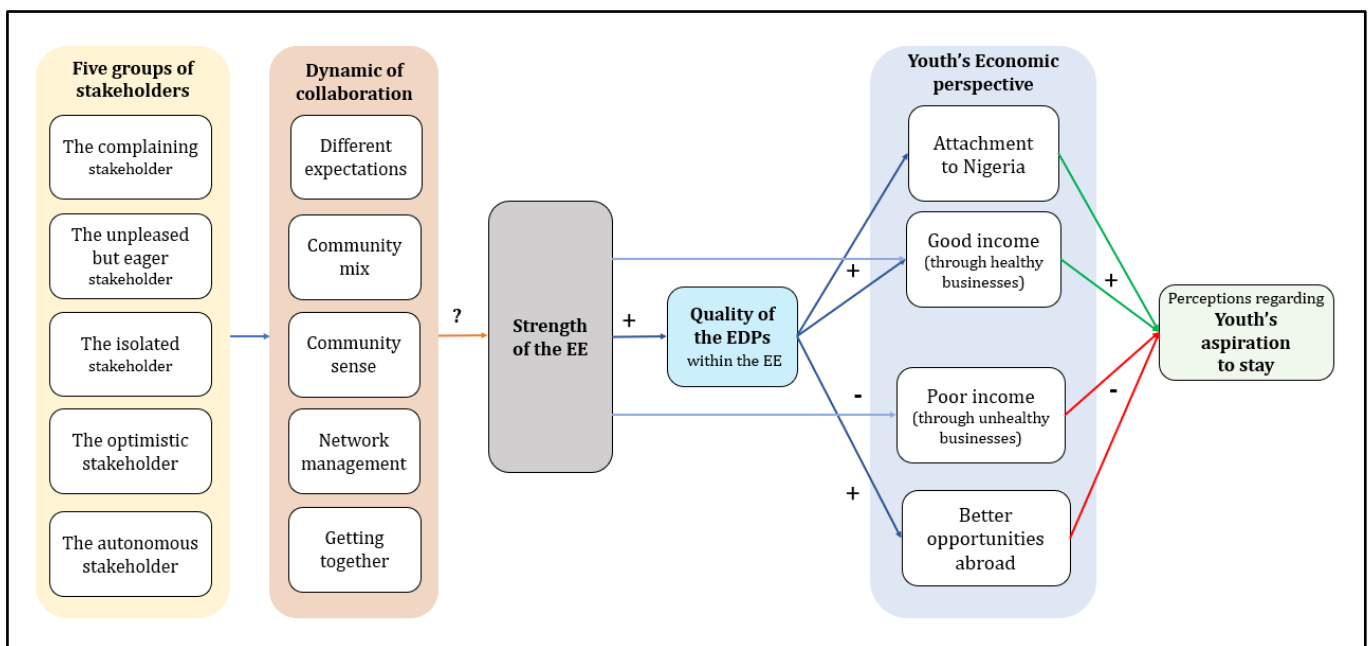 Five groups of
stakeholders
The complaining
stakeholder
The unpleased
but eager
stakeholder
The isolated
stakeholder
The optimistic
stakeholder
The autonomous
stakeholder
Dynamic of
collaboration
Different
expectations
Community
mix
Community
sense
Network
management
Getting
together
?
Strength
of the EE
+
Quality of
the EDPs
within the EE
+
-
+
Youth's Economic
perspective
Attachment
to Nigeria
Good income
(through healthy
businesses)
Poor income
(through unhealthy
businesses)
Better
opportunities
abroad
+
-
Perceptions regarding
Youth's
aspiration
to stay